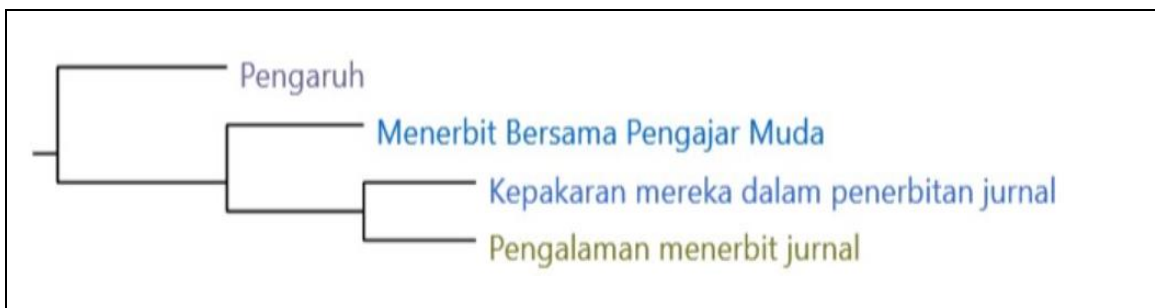 Pengaruh
Menerbit Bersama Pengajar Muda
Kepakaran mereka dalam penerbitan jurnal
Pengalaman menerbit jurnal